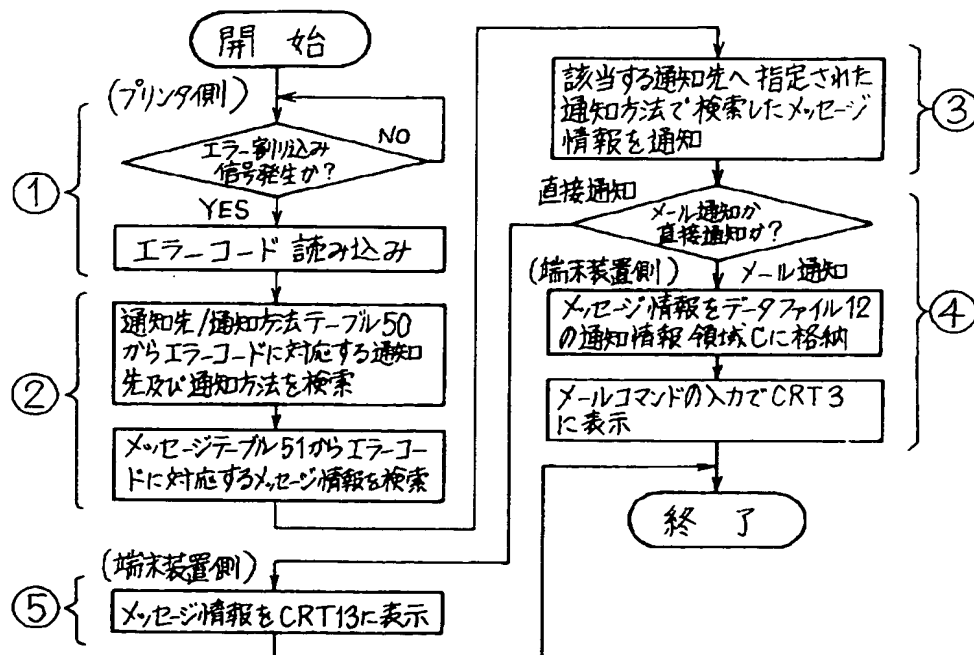 開始
(プリンタ側)
①
エラー割り込み
信号発生か?
NO
YES
エラーコード読み込み
②
通知先/通知方法テーブル50
からエラーコードに対応する通知
先及び通知方法を検索
メッセージテーブル51からエラーコー
ドに対応するメッセージ情報を検索
該当する通知先へ指定された
通知方法で検索したメッセージ
情報を通知
③
直接通知
メール通知か
直接通知か?
(端末装置側)
メール通知
メッセージ情報をデータファイル12
の通知情報領域Cに格納
④
メールコマンドの入力でCRT3
に表示
終了
(端末装置側)
⑤
メッセージ情報をCRT13に表示